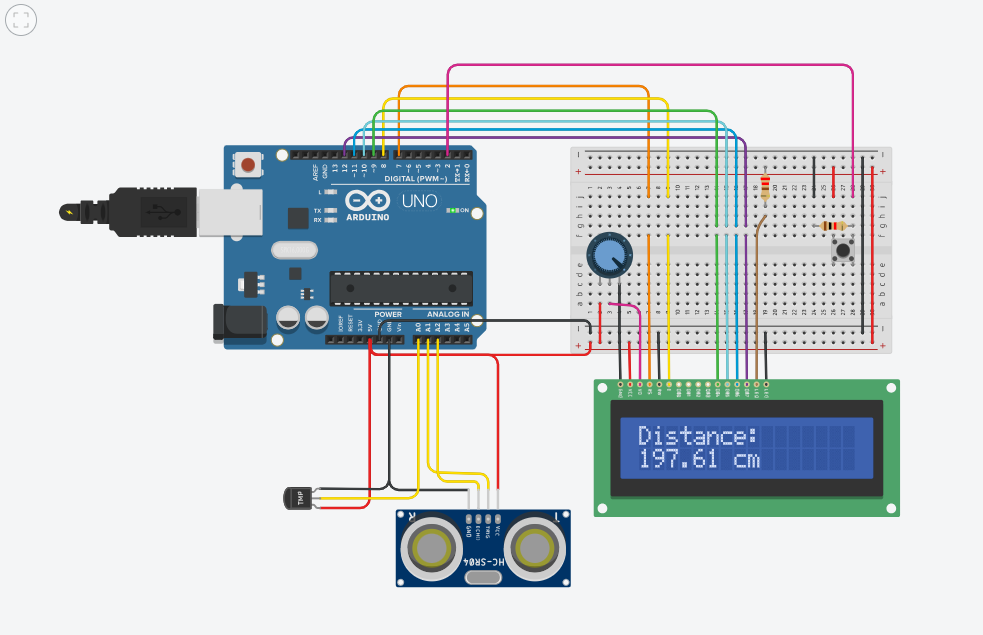 AREF
GND
13
12
~11
~10
~9
8
7
~6
~5
4
~3
2
TX→1
RX←0
DIGITAL (PWM~)
L
TX
RX
ARDUINO
UNO
ON
POWER
ANALOG IN
IOREF
RESET
3.3V
5V
GND
Vin
A0
A1
A2
A3
A4
A5
TMP
GND
ECHO
TRIG
VCC
HC-SR04
Distance:
197.61 cm